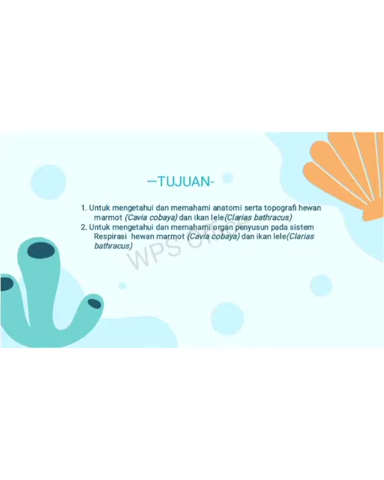 —TUJUAN-
1. Untuk mengetahui dan memahami anatomi serta topografi hewan
marmot (Cavia cobaya) dan ikan lele(Clarias bathracus)
2. Untuk mengetahui dan memahami organ penyusun pada sistem
Respirasi hewan marmot (Cavia cobaya) dan ikan lele(Clarias
bathracus)